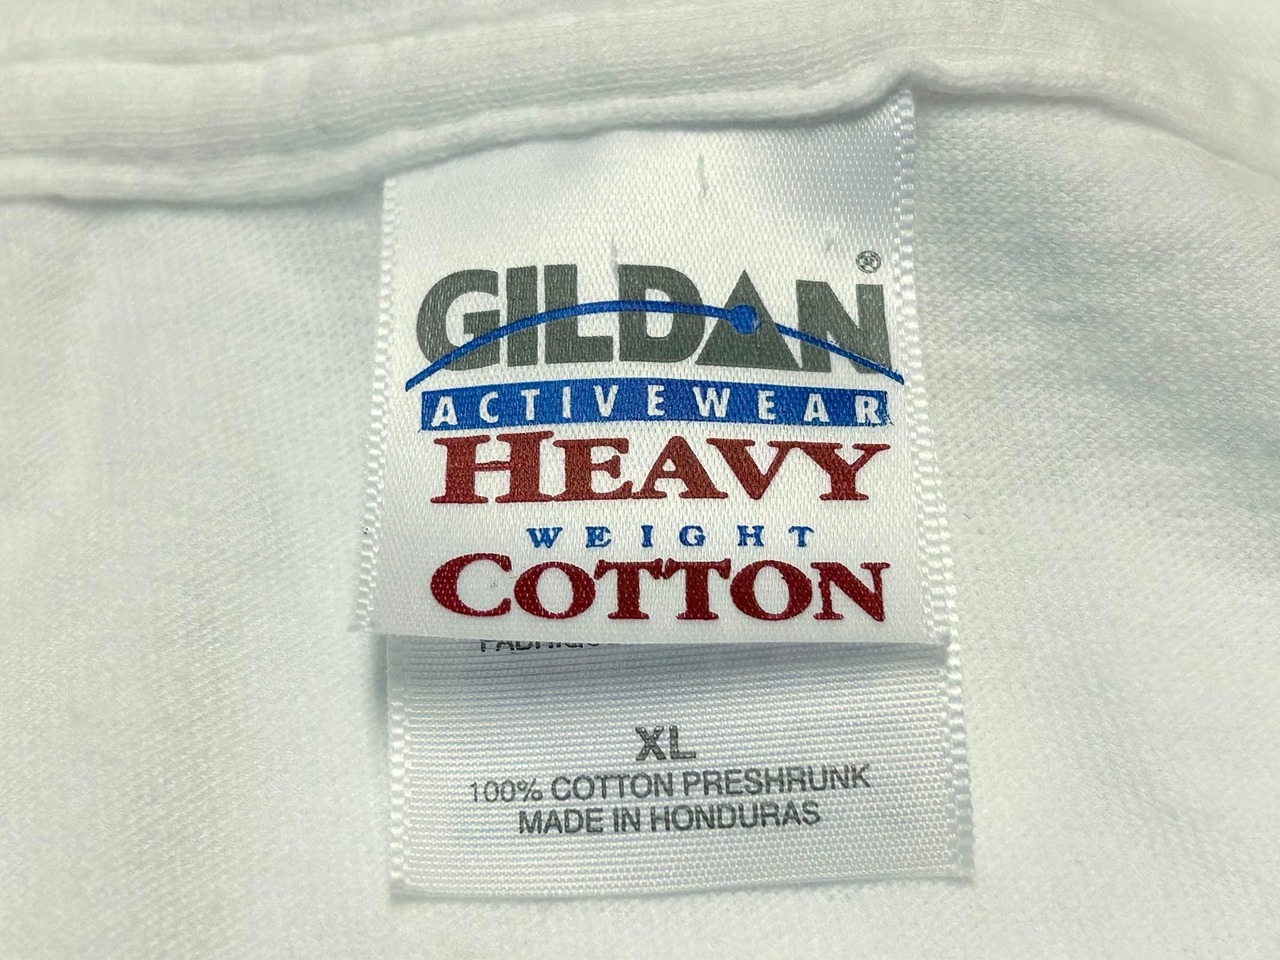 GILDAN®
ACTIVEWEAR
HEAVY
WEIGHT
COTTON
XL
100% COTTON PRESHRUNK
MADE IN HONDURAS